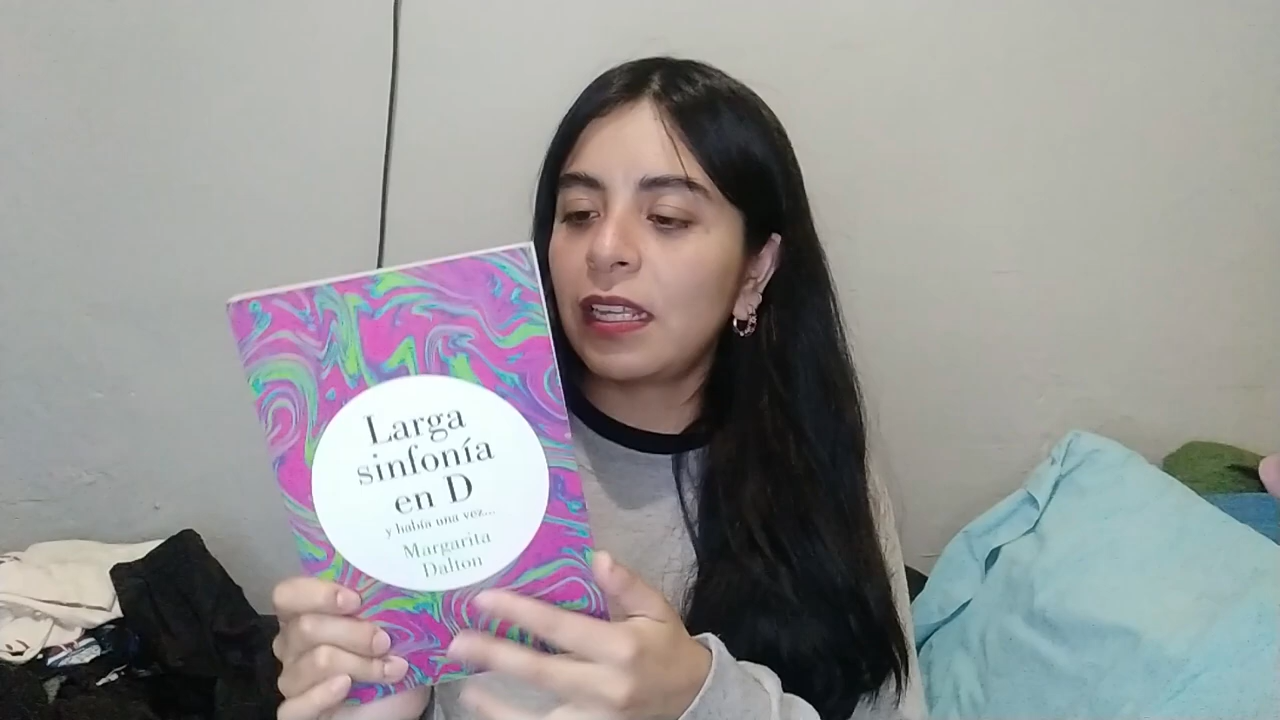 Larga
sinfonía
en D
y había una vez...
Margarita
Dalton